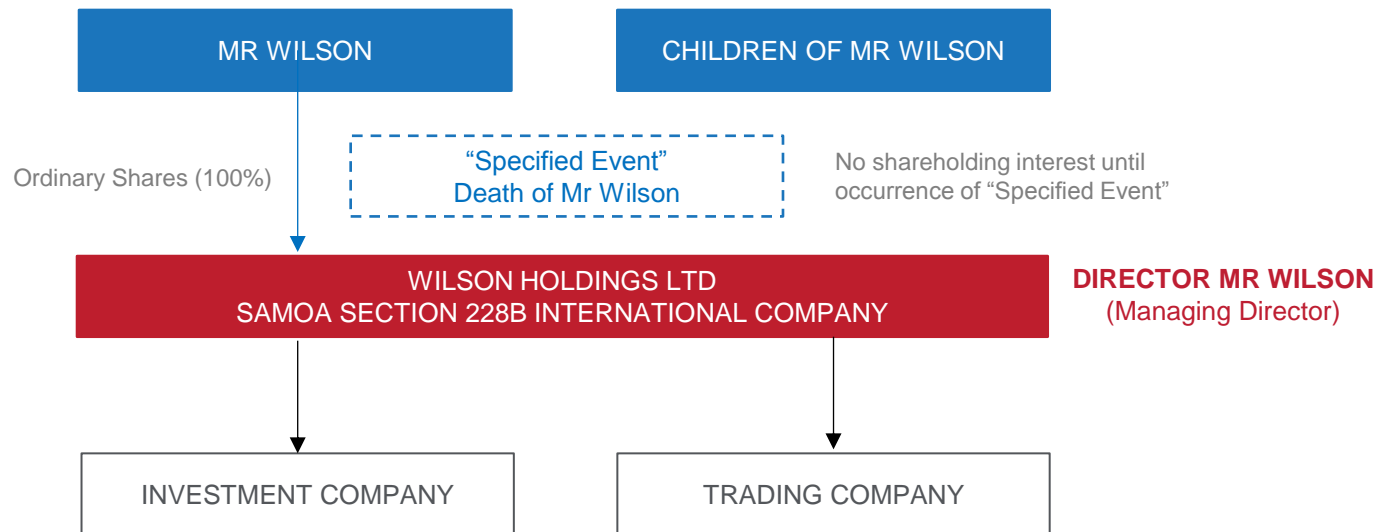 MR WILSON
CHILDREN OF MR WILSON
Ordinary Shares (100%)
“Specified Event”
Death of Mr Wilson
No shareholding interest until
occurrence of “Specified Event”
WILSON HOLDINGS LTD
SAMOA SECTION 228B INTERNATIONAL COMPANY
DIRECTOR MR WILSON
(Managing Director)
INVESTMENT COMPANY
TRADING COMPANY